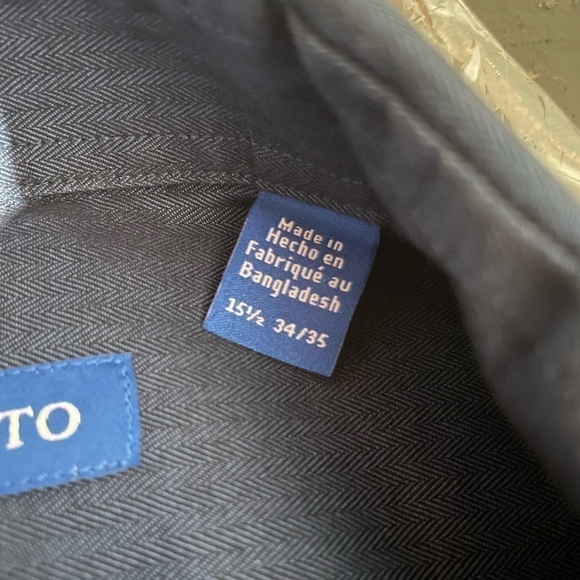 Made in
Hecho en
Fabriqué au
Bangladesh
15½ 34/35
TO